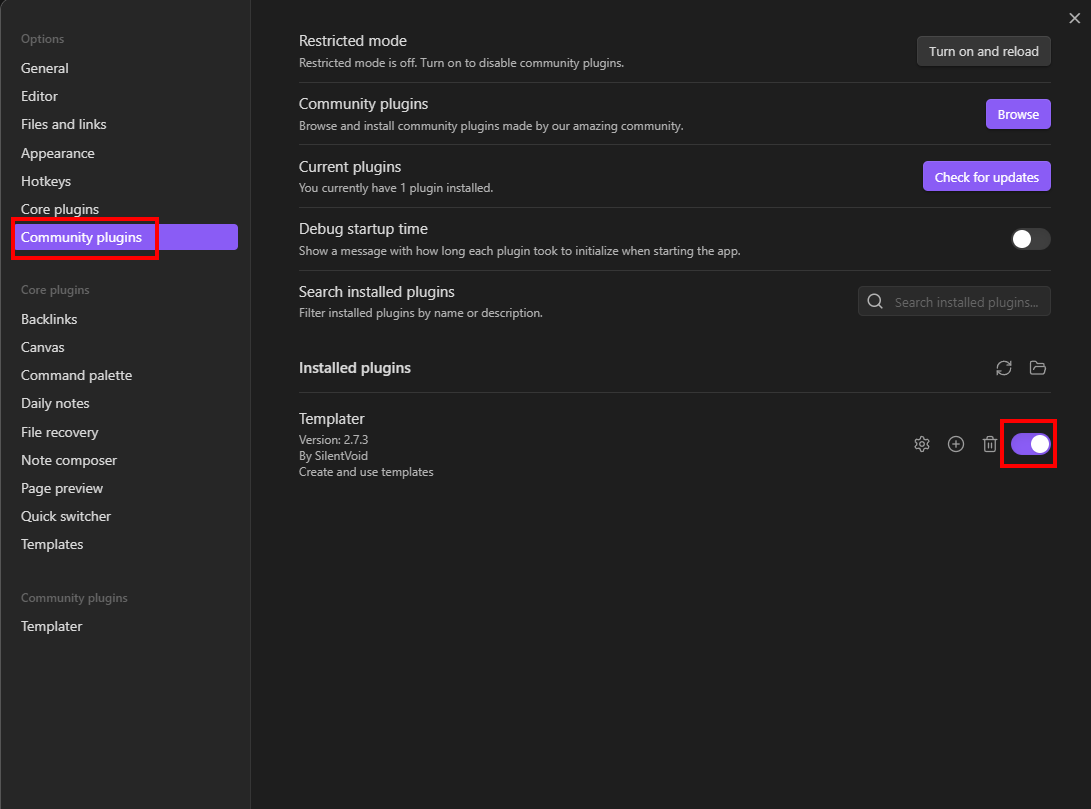 Options
General
Editor
Files and links
Appearance
Hotkeys
Core plugins
Community plugins
Core plugins
Backlinks
Canvas
Command palette
Daily notes
File recovery
Note composer
Page preview
Quick switcher
Templates
Community plugins
Templater
Restricted mode
Restricted mode is off. Turn on to disable community plugins.
Turn on and reload
Community plugins
Browse and install community plugins made by our amazing community.
Browse
Current plugins
You currently have 1 plugin installed.
Check for updates
Debug startup time
Show a message with how long each plugin took to initialize when starting the app.
Search installed plugins
Filter installed plugins by name or description.
Search installed plugins...
Installed plugins
Templater
Version: 2.7.3
By SilentVoid
Create and use templates